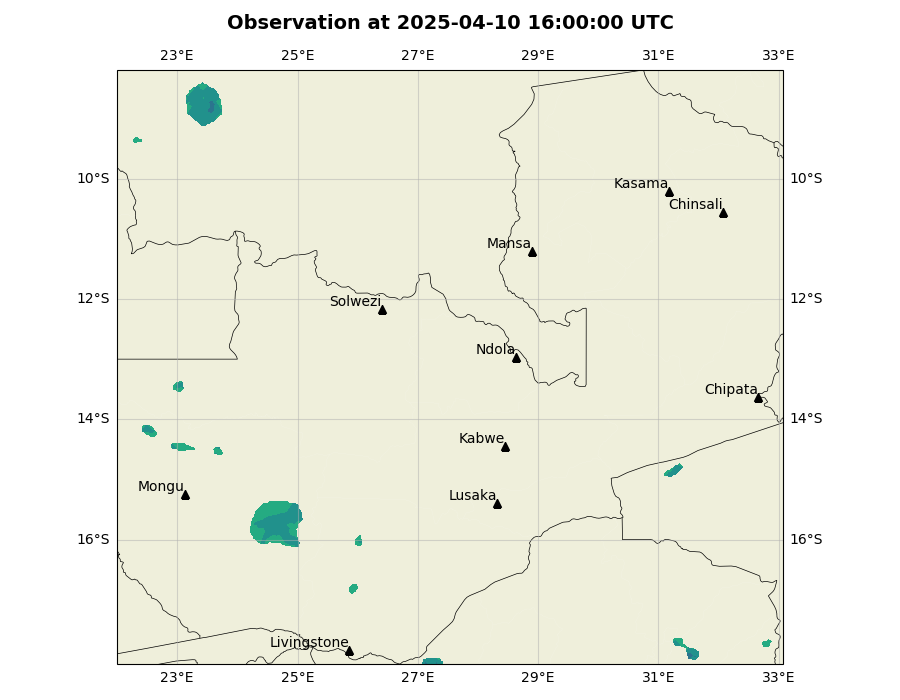 Observation at 2025-04-10 16:00:00 UTC
23°E 25°E 27°E 29°E 31°E 33°E
10°S 10°S
Kasama
Chinsali
Mansa
12°S 12°S
Solwezi
Ndola
Chipata
14°S 14°S
Kabwe
Mongu
Lusaka
16°S 16°S
Livingstone
23°E 25°E 27°E 29°E 31°E 33°E